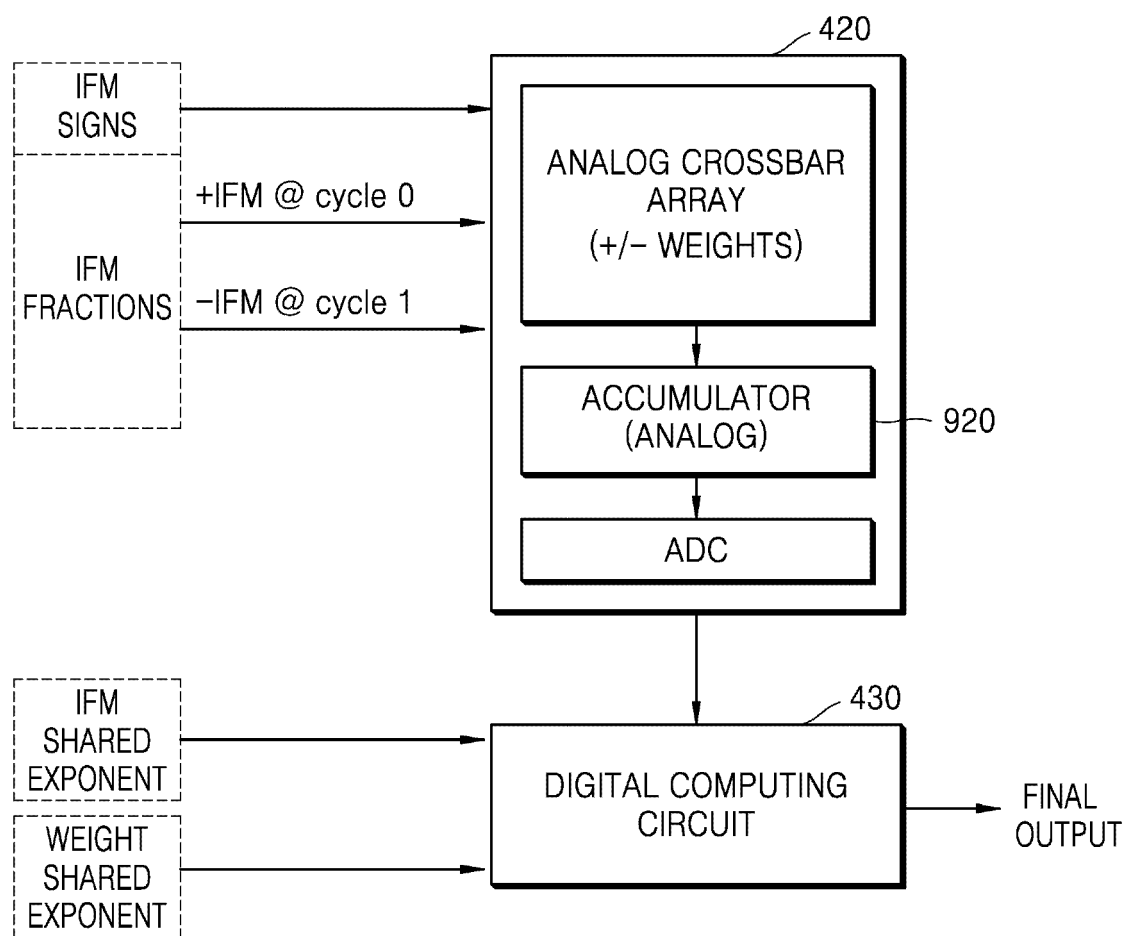 420
IFM
SIGNS
ANALOG CROSSBAR
ARRAY
(+/− WEIGHTS)
+IFM @ cycle 0
IFM
FRACTIONS
−IFM @ cycle 1
ACCUMULATOR
(ANALOG)
920
ADC
430
IFM
SHARED
EXPONENT
DIGITAL COMPUTING
CIRCUIT
FINAL
OUTPUT
WEIGHT
SHARED
EXPONENT